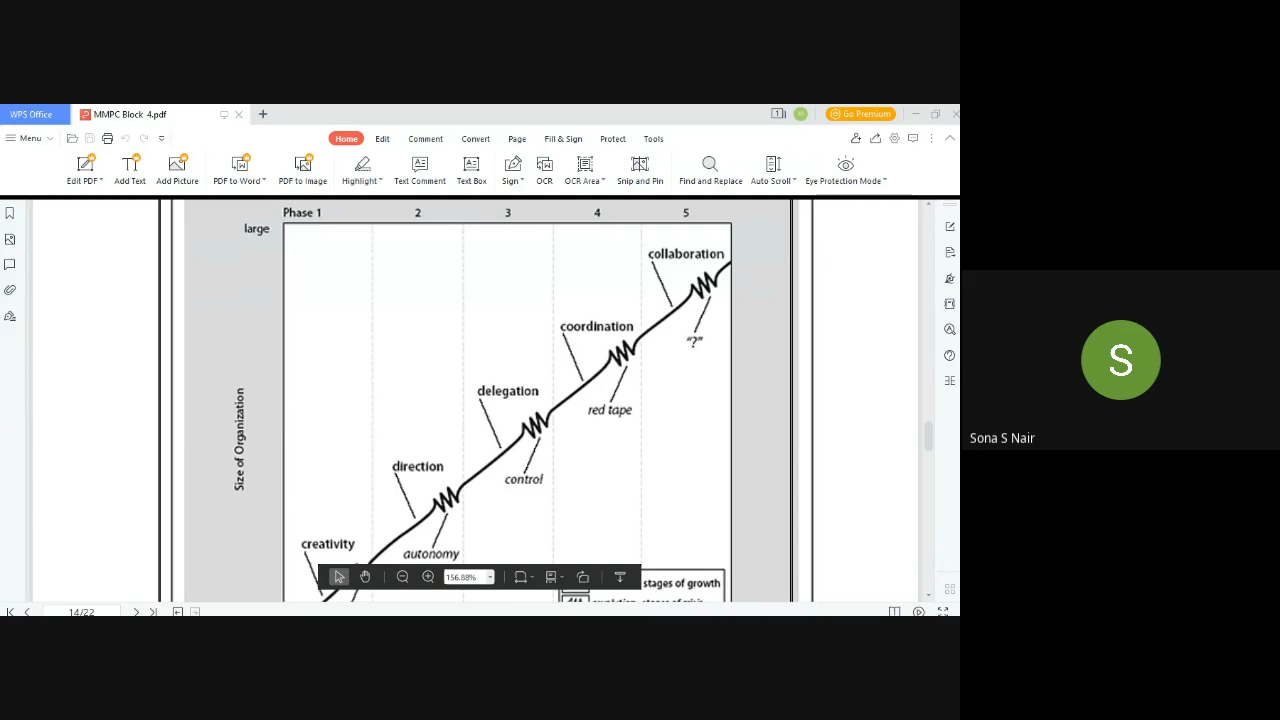 WPS Office
MMPC Block 4.pdf
Go Premium
Menu
Home Edit Comment Convert Page Fill & Sign Protect Tools
Edit PDF Add Text Add Picture PDF to Word PDF to Image Highlight Text Comment Text Box Sign OCR OCR Area Snip and Pin Find and Replace Auto Scroll Eye Protection Mode
Phase 1 2 3 4 5
large
collaboration
coordination
"?"
delegation
red tape
Size of Organization
direction
control
creativity
autonomy
156.88%
stages of growth
14/22
S
Sona S Nair